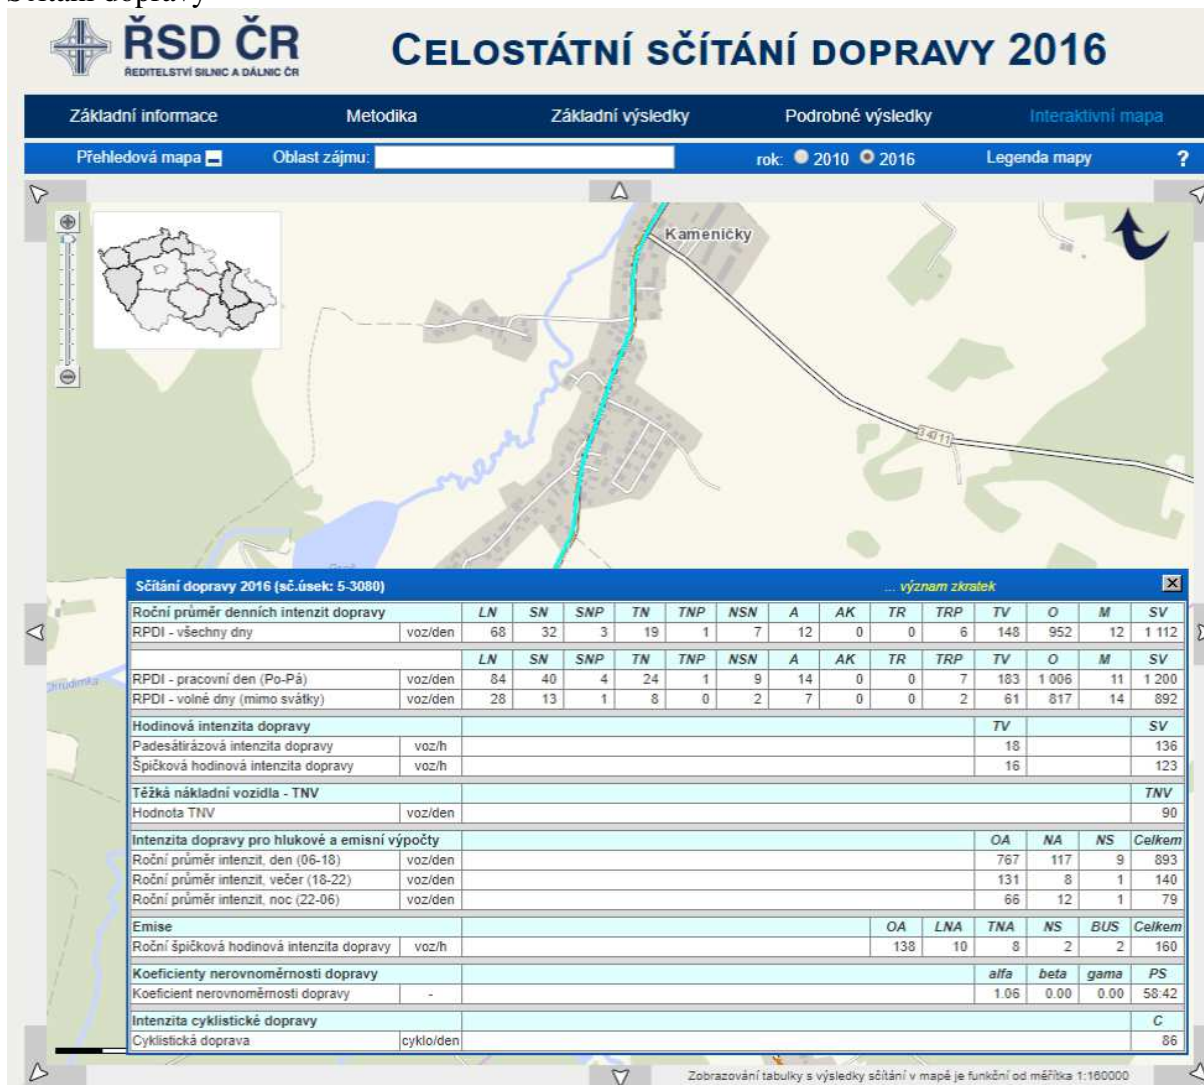 Sčítání dopravy
ŘSD ČR
ŘEDITELSTVÍ SILNIC A DÁLNIC ČR
CELOSTÁTNÍ SČÍTÁNÍ DOPRAVY 2016
Základní informace Metodika Základní výsledky Podrobné výsledky Interaktivní mapa
Přehledová mapa Oblast zájmu: rok: 2010 2016 Legenda mapy ?
Kameničky
34011
Chrudimka
Sčítání dopravy 2016 (sč.úsek: 5-3080) ... význam zkratek
Roční průměr denních intenzit dopravy LN SN SNP TN TNP NSN A AK TR TRP TV O M SV
RPDI - všechny dny voz/den 68 32 3 19 1 7 12 0 0 6 148 952 12 1 112
LN SN SNP TN TNP NSN A AK TR TRP TV O M SV
RPDI - pracovní den (Po-Pá) voz/den 84 40 4 24 1 9 14 0 0 7 183 1 006 11 1 200
RPDI - volné dny (mimo svátky) voz/den 28 13 1 8 0 2 7 0 0 2 61 817 14 892
Hodinová intenzita dopravy TV SV
Padesátirázová intenzita dopravy voz/h 18 136
Špičková hodinová intenzita dopravy voz/h 16 123
Těžká nákladní vozidla - TNV TNV
Hodnota TNV voz/den 90
Intenzita dopravy pro hlukové a emisní výpočty OA NA NS Celkem
Roční průměr intenzit, den (06-18) voz/den 767 117 9 893
Roční průměr intenzit, večer (18-22) voz/den 131 8 1 140
Roční průměr intenzit, noc (22-06) voz/den 66 12 1 79
Emise OA LNA TNA NS BUS Celkem
Roční špičková hodinová intenzita dopravy voz/h 138 10 8 2 2 160
Koeficienty nerovnoměrnosti dopravy alfa beta gama PS
Koeficient nerovnoměrnosti dopravy - 1.06 0.00 0.00 58:42
Intenzita cyklistické dopravy C
Cyklistická doprava cyklo/den 86
Zobrazování tabulky s výsledky sčítání v mapě je funkční od měřítka 1:160000